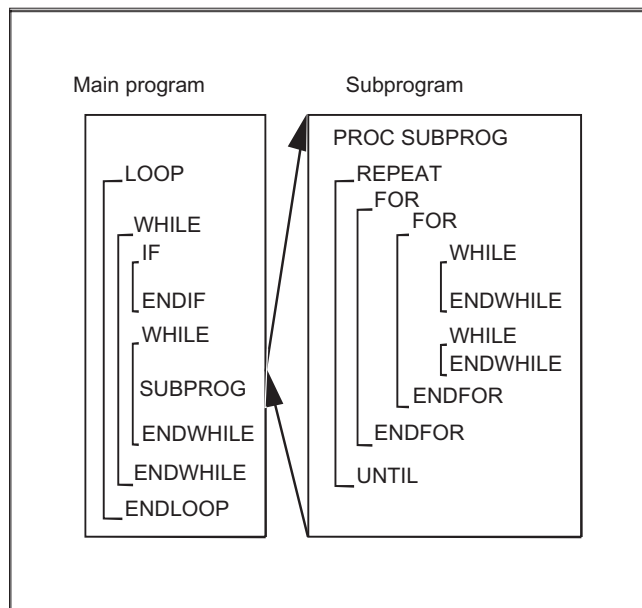 Main program
LOOP
WHILE
IF
ENDIF
WHILE
SUBPROG
ENDWHILE
ENDWHILE
ENDLOOP
Subprogram
PROC SUBPROG
REPEAT
FOR
FOR
WHILE
ENDWHILE
WHILE
ENDWHILE
ENDFOR
ENDFOR
UNTIL